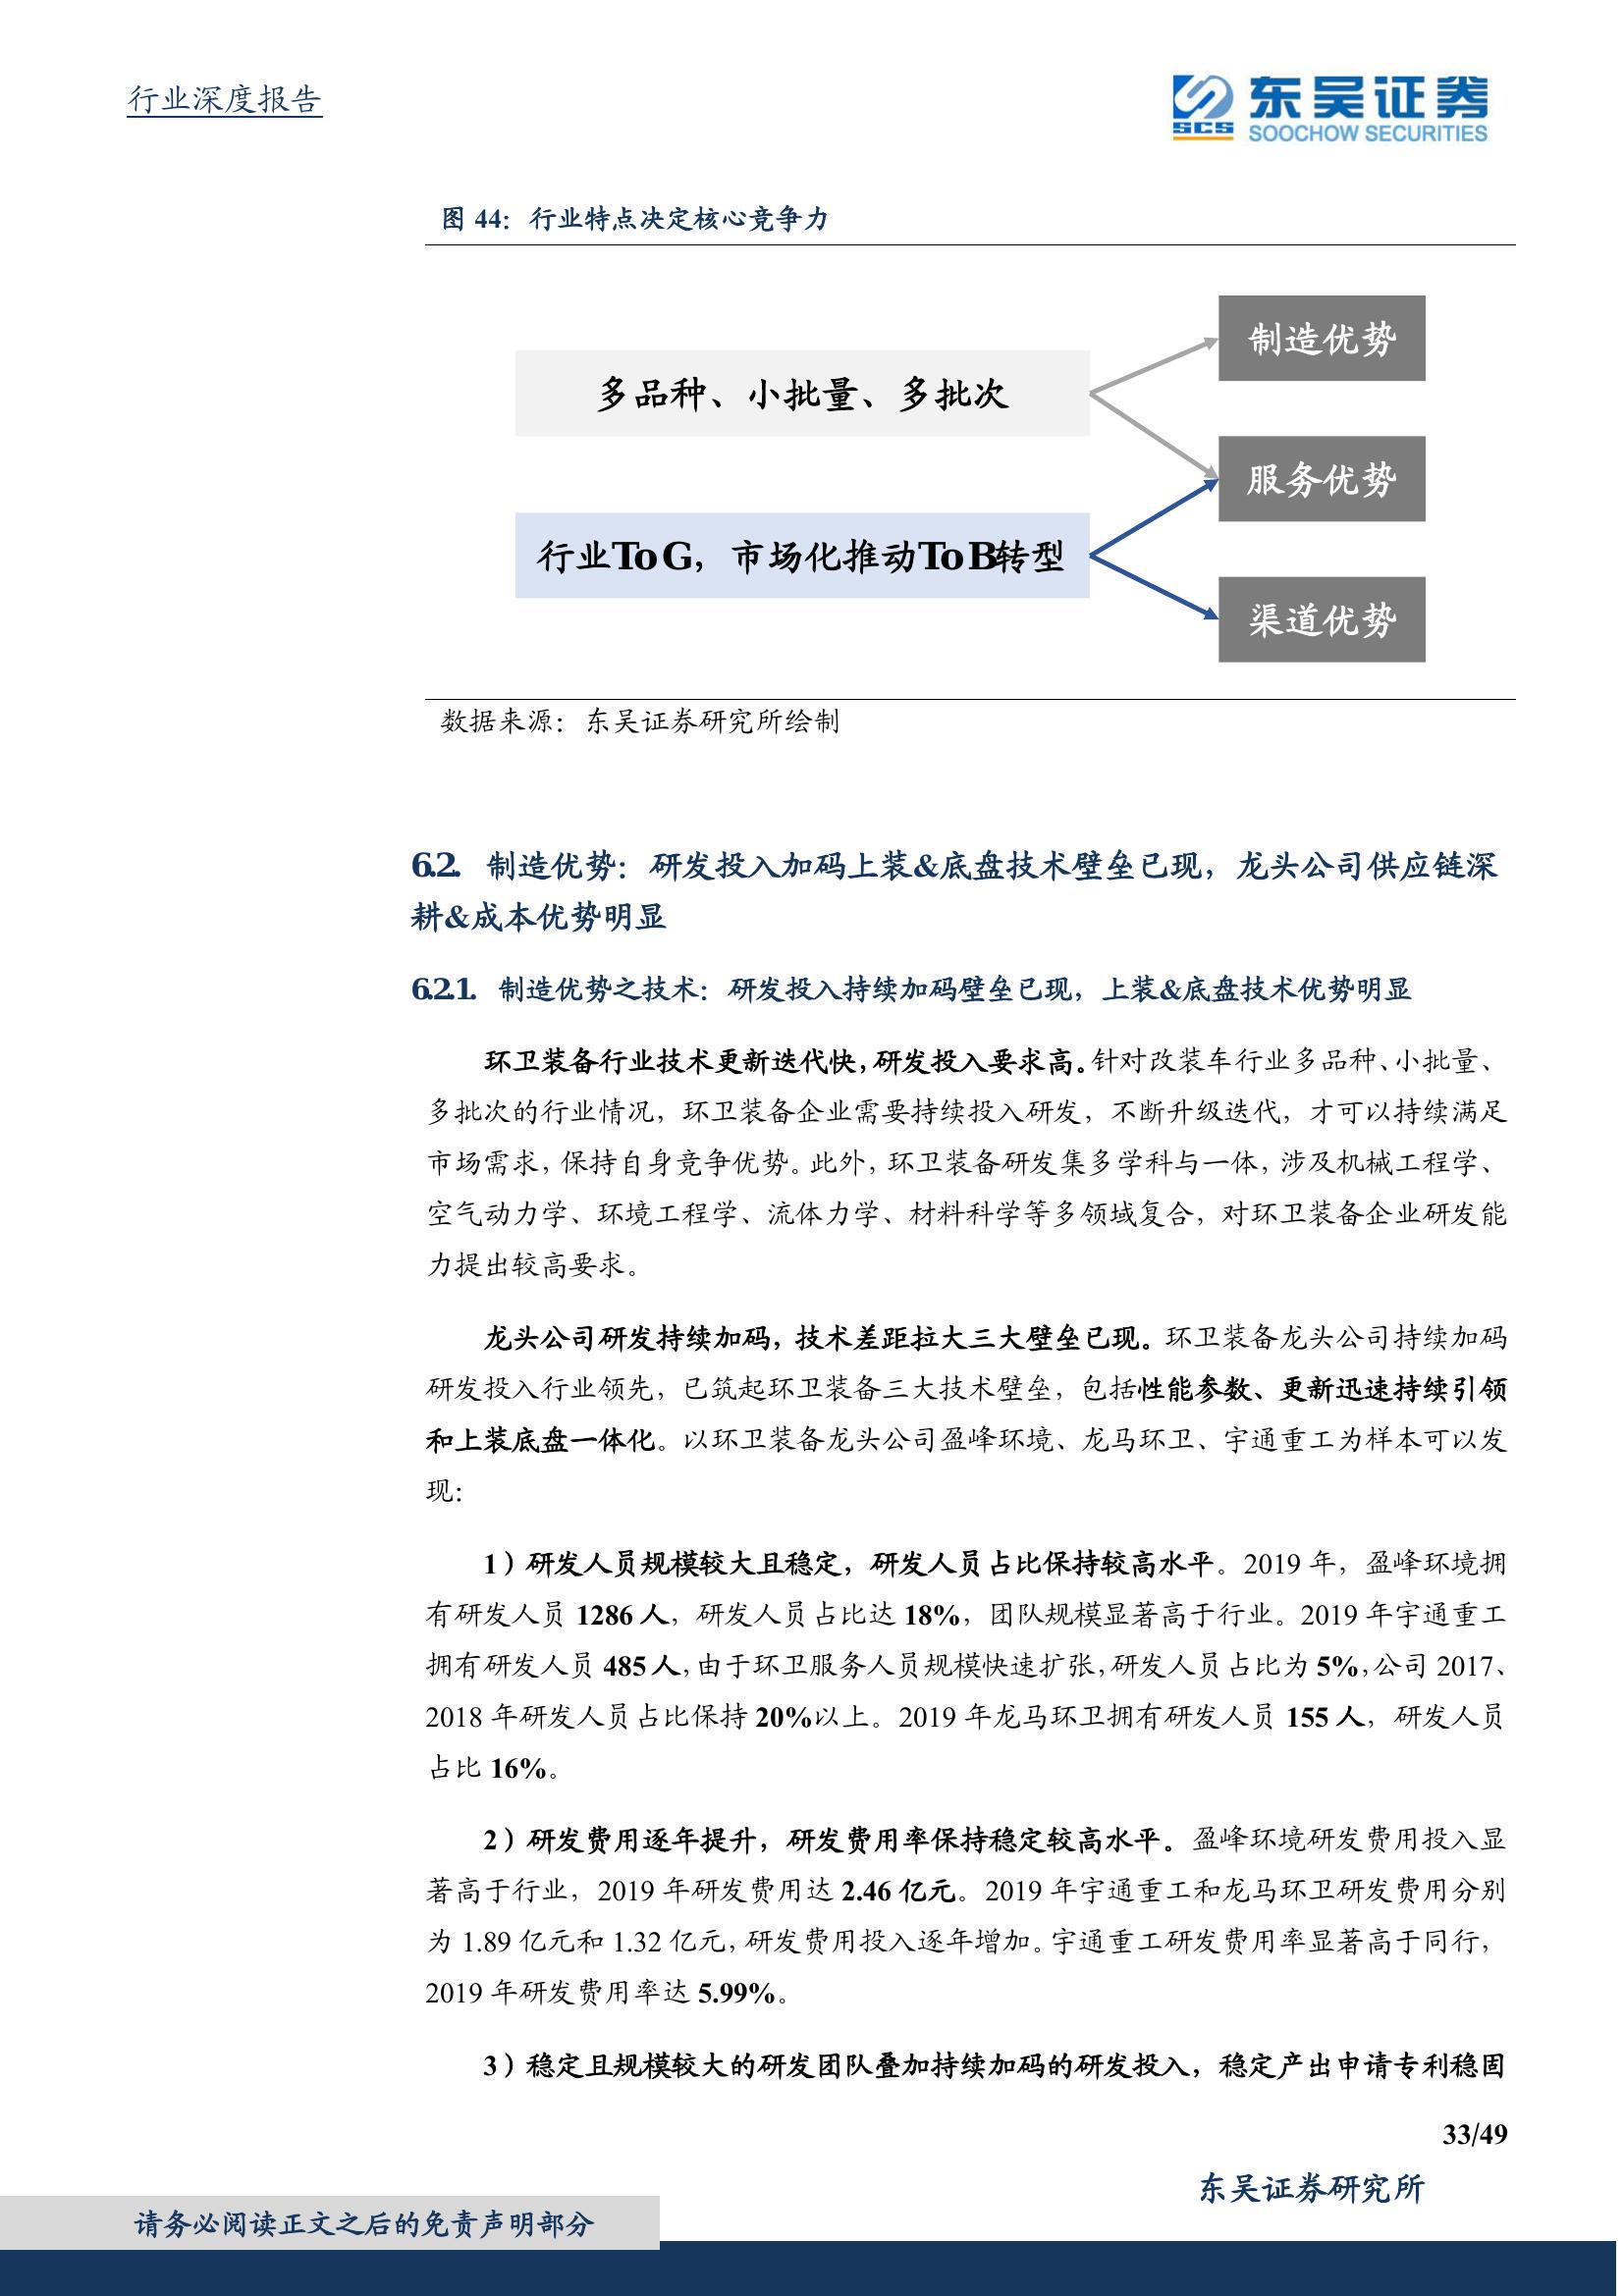 行业深度报告
SCS
东吴证券
SOOCHOW SECURITIES
图 44：行业特点决定核心竞争力
制造优势
多品种、小批量、多批次
服务优势
行业ToG，市场化推动ToB转型
渠道优势
数据来源：东吴证券研究所绘制
6.2. 制造优势：研发投入加码上装&底盘技术壁垒已现，龙头公司供应链深
耕&成本优势明显
6.2.1. 制造优势之技术：研发投入持续加码壁垒已现，上装&底盘技术优势明显
环卫装备行业技术更新迭代快，研发投入要求高。针对改装车行业多品种、小批量、
多批次的行业情况，环卫装备企业需要持续投入研发，不断升级迭代，才可以持续满足
市场需求，保持自身竞争优势。此外，环卫装备研发集多学科与一体，涉及机械工程学、
空气动力学、环境工程学、流体力学、材料科学等多领域复合，对环卫装备企业研发能
力提出较高要求。
龙头公司研发持续加码，技术差距拉大三大壁垒已现。环卫装备龙头公司持续加码
研发投入行业领先，已筑起环卫装备三大技术壁垒，包括性能参数、更新迅速持续引领
和上装底盘一体化。以环卫装备龙头公司盈峰环境、龙马环卫、宇通重工为样本可以发
现：
1）研发人员规模较大且稳定，研发人员占比保持较高水平。2019 年，盈峰环境拥
有研发人员 1286 人，研发人员占比达 18%，团队规模显著高于行业。2019 年宇通重工
拥有研发人员 485 人，由于环卫服务人员规模快速扩张，研发人员占比为 5%，公司 2017、
2018 年研发人员占比保持 20%以上。2019 年龙马环卫拥有研发人员 155 人，研发人员
占比 16%。
2）研发费用逐年提升，研发费用率保持稳定较高水平。盈峰环境研发费用投入显
著高于行业，2019 年研发费用达 2.46 亿元。2019 年宇通重工和龙马环卫研发费用分别
为 1.89 亿元和 1.32 亿元，研发费用投入逐年增加。宇通重工研发费用率显著高于同行，
2019 年研发费用率达 5.99%。
3）稳定且规模较大的研发团队叠加持续加码的研发投入，稳定产出申请专利稳固
33/49
东吴证券研究所
请务必阅读正文之后的免责声明部分